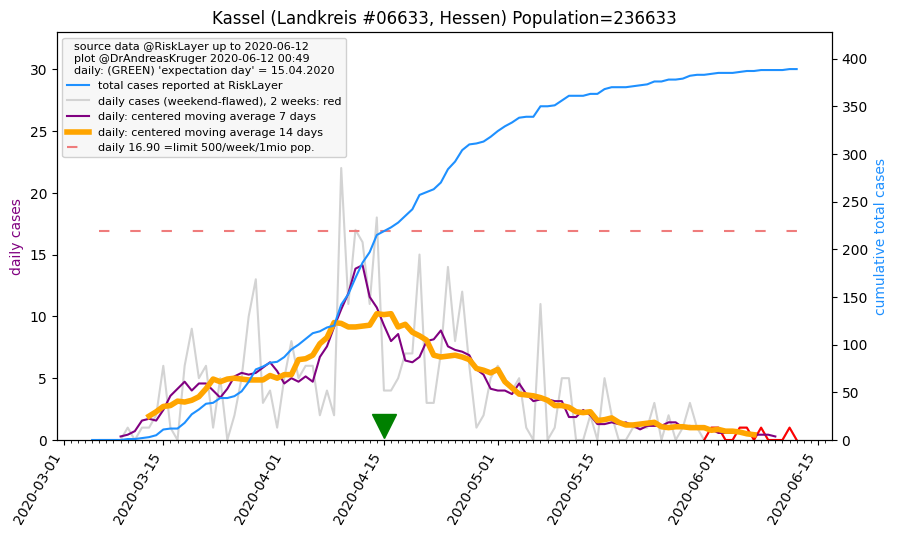 Kassel (Landkreis #06633, Hessen) Population=236633
source data @RiskLayer up to 2020-06-12
plot @DrAndreasKruger 2020-06-12 00:49
daily: (GREEN) 'expectation day' = 15.04.2020
total cases reported at RiskLayer
daily cases (weekend-flawed), 2 weeks: red
daily: centered moving average 7 days
daily: centered moving average 14 days
daily 16.90 =limit 500/week/1mio pop.
daily cases
30
25
20
15
10
5
0
400
350
300
250
200
150
100
50
0
cumulative total cases
2020-03-01
2020-03-15
2020-04-01
2020-04-15
2020-05-01
2020-05-15
2020-06-01
2020-06-15